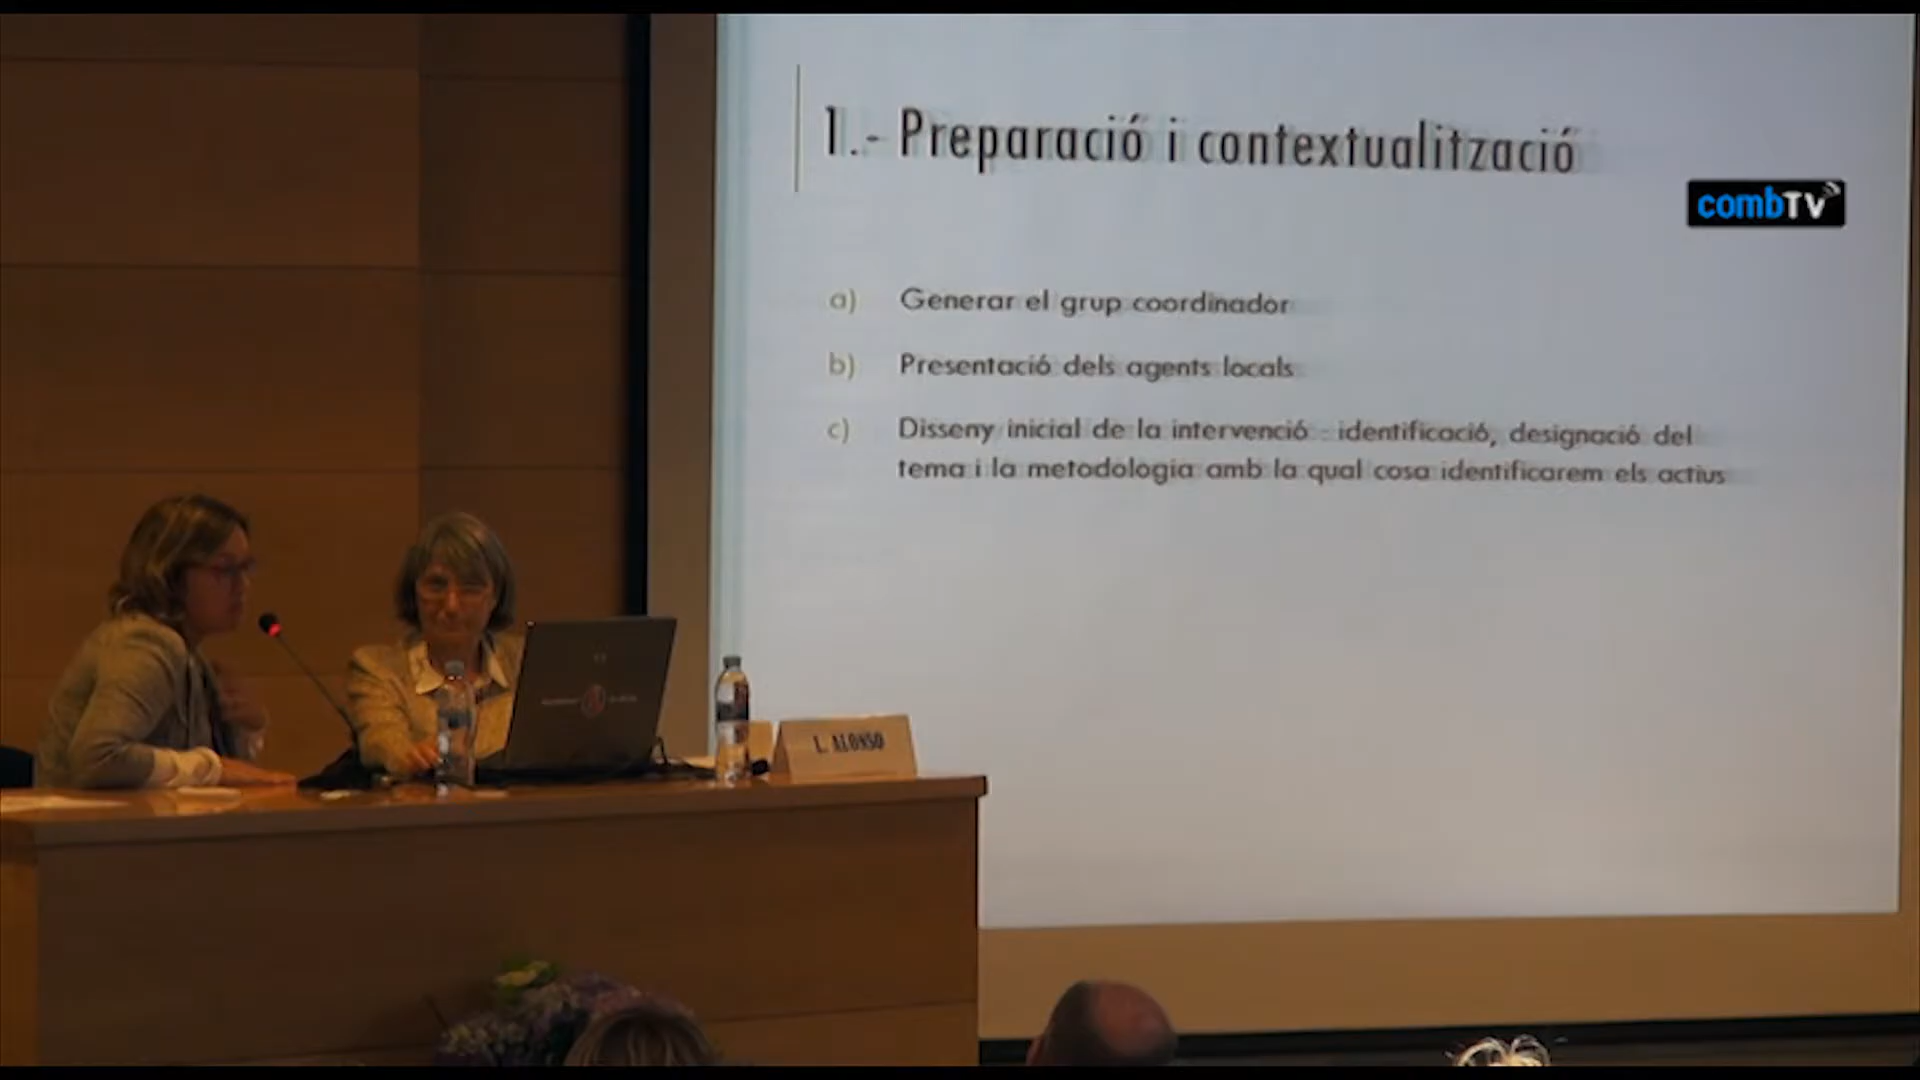 1.- Preparació i contextualització
combTV
a) Generar el grup coordinador
b) Presentació dels agents locals
c) Disseny inicial de la intervenció - identificació, designació del
tema i la metodologia amb la qual cosa identificarem els actius
L. ALONSO